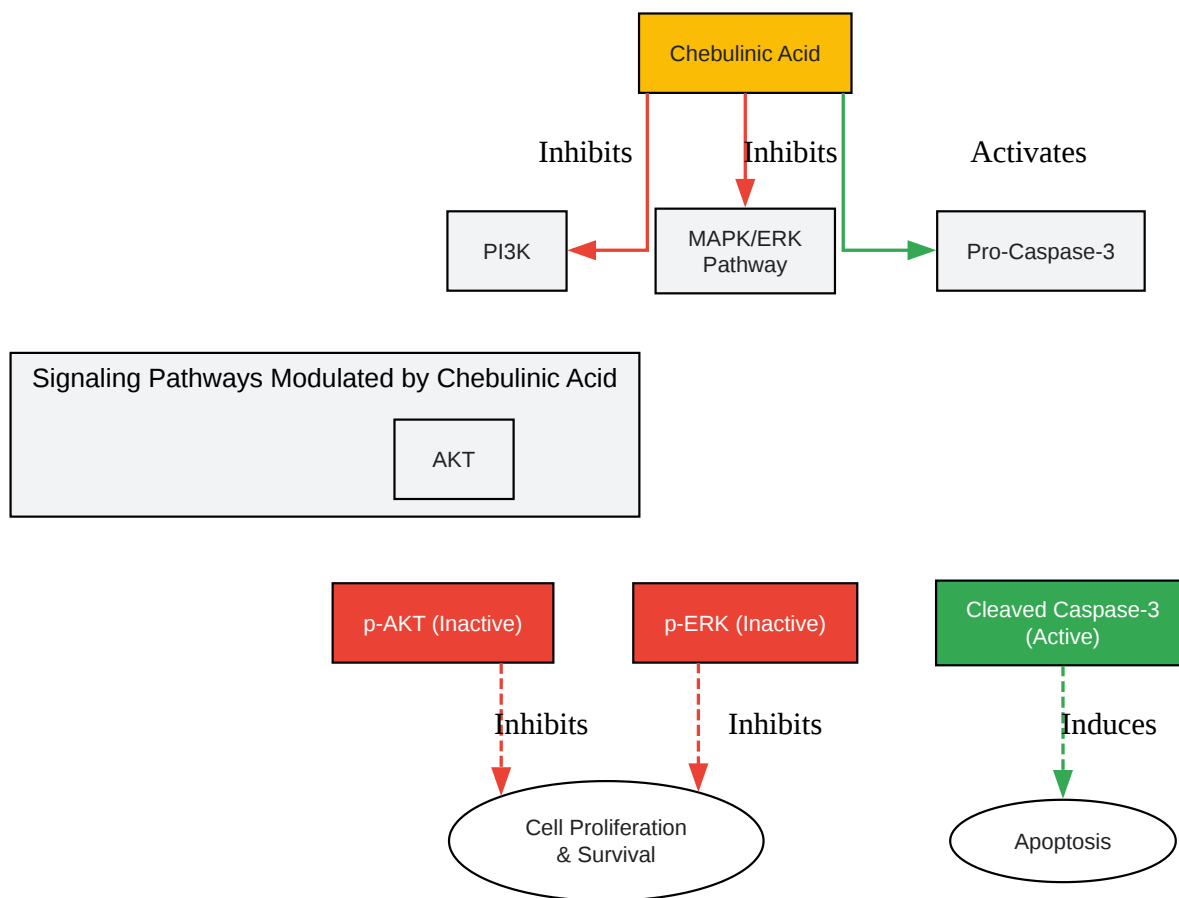 Chebulinic Acid
Inhibits
Inhibits
Activates
PI3K
MAPK/ERK
Pathway
Pro-Caspase-3
Signaling Pathways Modulated by Chebulinic Acid
AKT
p-AKT (Inactive)
p-ERK (Inactive)
Cleaved Caspase-3
(Active)
Inhibits
Inhibits
Induces
Cell Proliferation
& Survival
Apoptosis